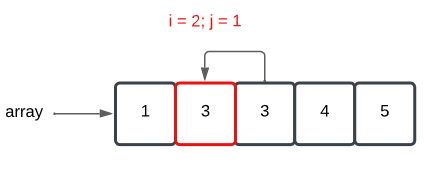 i = 2; j = 1
array 1 3 3 4 5